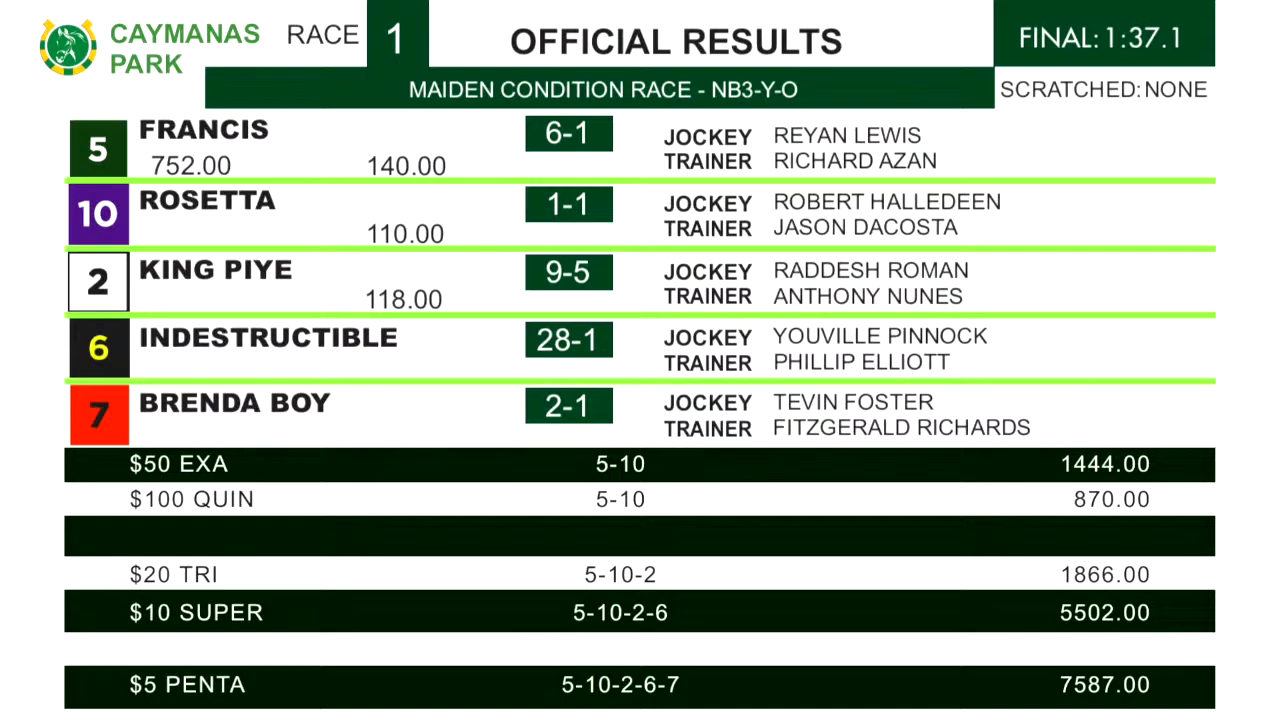 CAYMANAS PARK
RACE 1
OFFICIAL RESULTS
FINAL: 1:37.1
MAIDEN CONDITION RACE - NB3-Y-O
SCRATCHED: NONE
5 FRANCIS 6-1 JOCKEY REYAN LEWIS
752.00 140.00 TRAINER RICHARD AZAN
10 ROSETTA 1-1 JOCKEY ROBERT HALLEDEEN
110.00 TRAINER JASON DACOSTA
2 KING PIYE 9-5 JOCKEY RADDESH ROMAN
118.00 TRAINER ANTHONY NUNES
6 INDESTRUCTIBLE 28-1 JOCKEY YOUVILLE PINNOCK
TRAINER PHILLIP ELLIOTT
7 BRENDA BOY 2-1 JOCKEY TEVIN FOSTER
TRAINER FITZGERALD RICHARDS
$50 EXA 5-10 1444.00
$100 QUIN 5-10 870.00
$20 TRI 5-10-2 1866.00
$10 SUPER 5-10-2-6 5502.00
$5 PENTA 5-10-2-6-7 7587.00